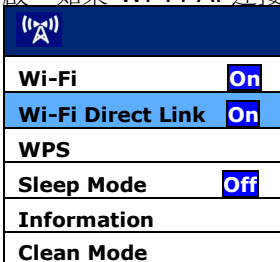 Wi-Fi On
Wi-Fi Direct Link On
WPS
Sleep Mode Off
Information
Clean Mode